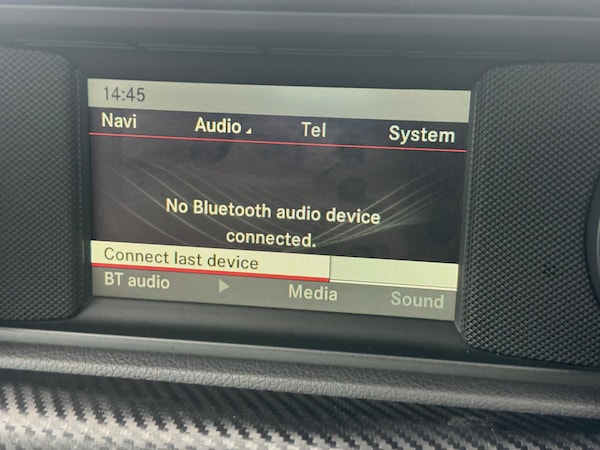 14:45
Navi Audio Tel System
No Bluetooth audio device
connected.
Connect last device
BT audio Media Sound